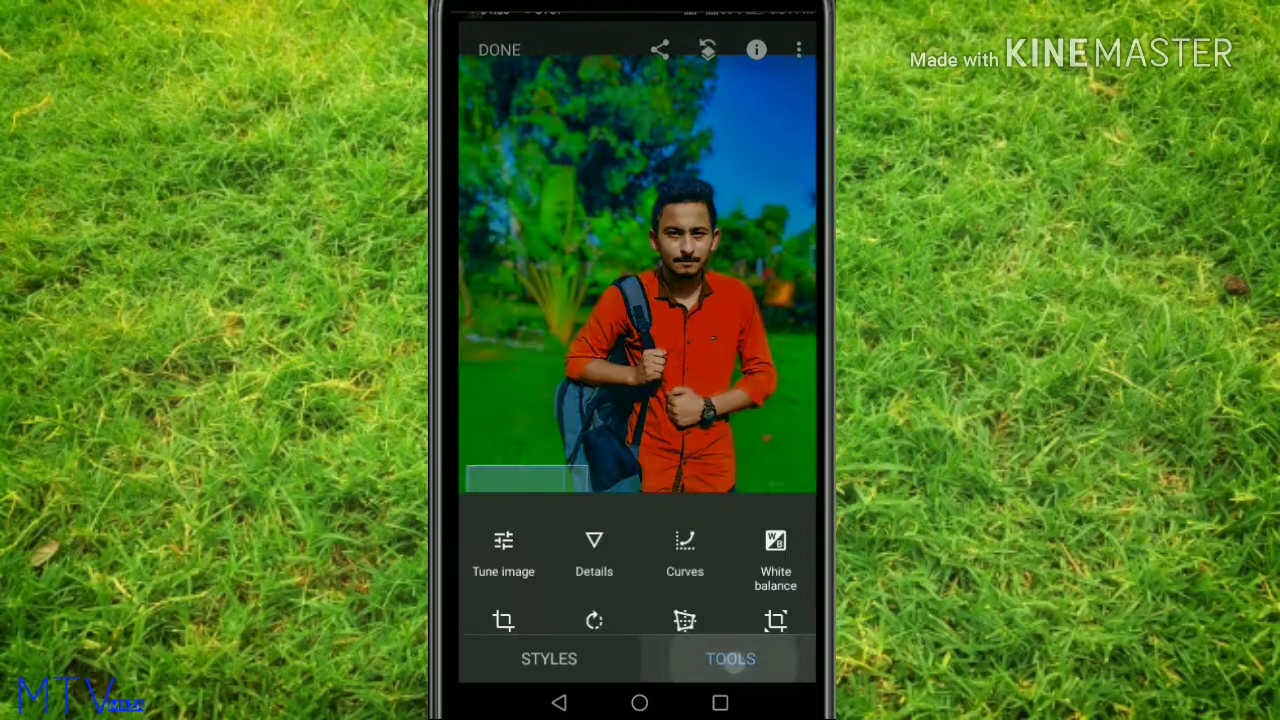 Made with KINEMASTER
DONE
Tune image
Details
Curves
White
balance
STYLES
TOOLS
MTV